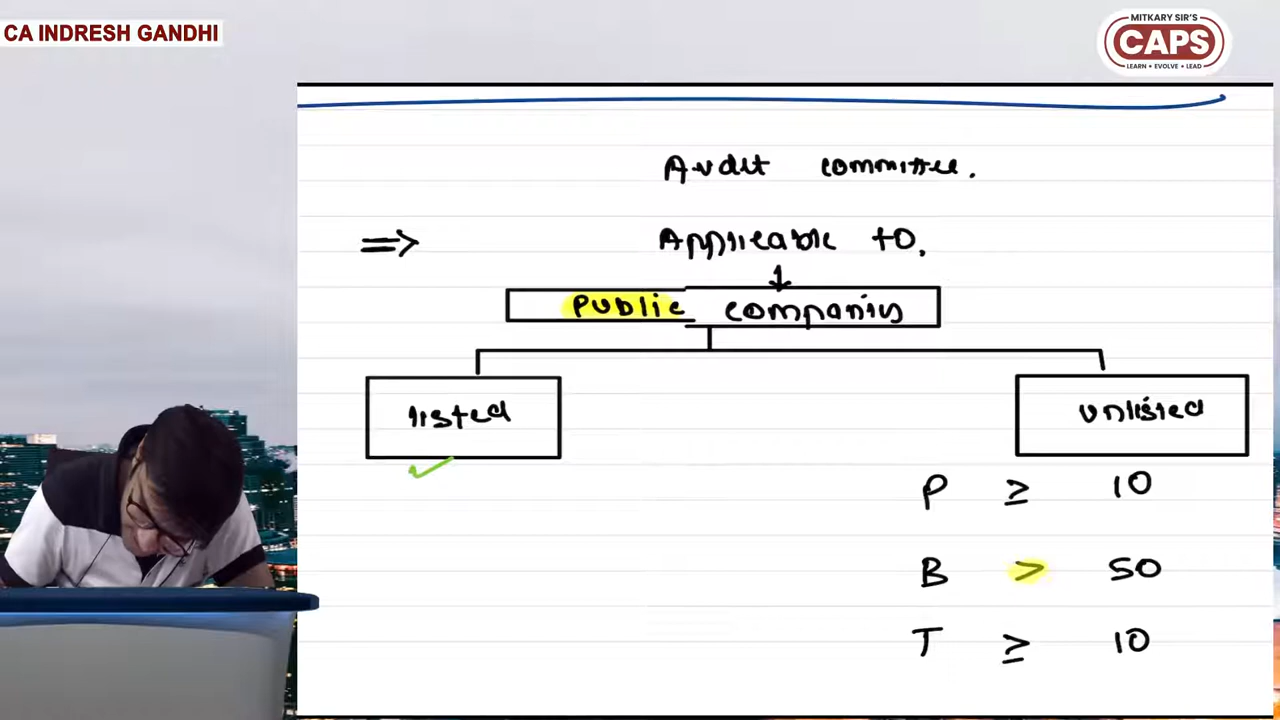 CA INDRESH GANDHI
MITKARY SIR'S
CAPS
LEARN • EVOLVE • LEAD
Audit committee.
⇒ Applicable to.
↓
Public companies
listed
unlisted
P ≥ 10
B > 50
T ≥ 10